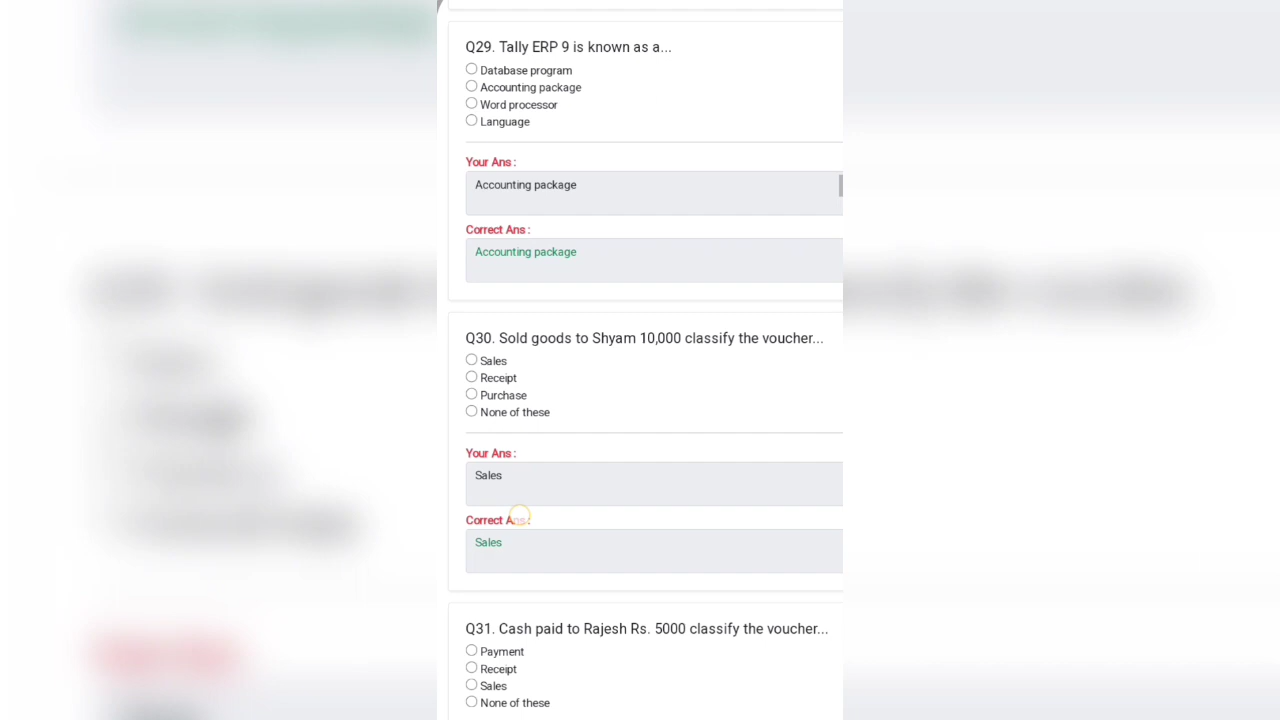 Q29. Tally ERP 9 is known as a...
Database program
Accounting package
Word processor
Language
Your Ans :
Accounting package
Correct Ans :
Accounting package
Q30. Sold goods to Shyam 10,000 classify the voucher...
Sales
Receipt
Purchase
None of these
Your Ans :
Sales
Correct Ans :
Sales
Q31. Cash paid to Rajesh Rs. 5000 classify the voucher...
Payment
Receipt
Sales
None of these